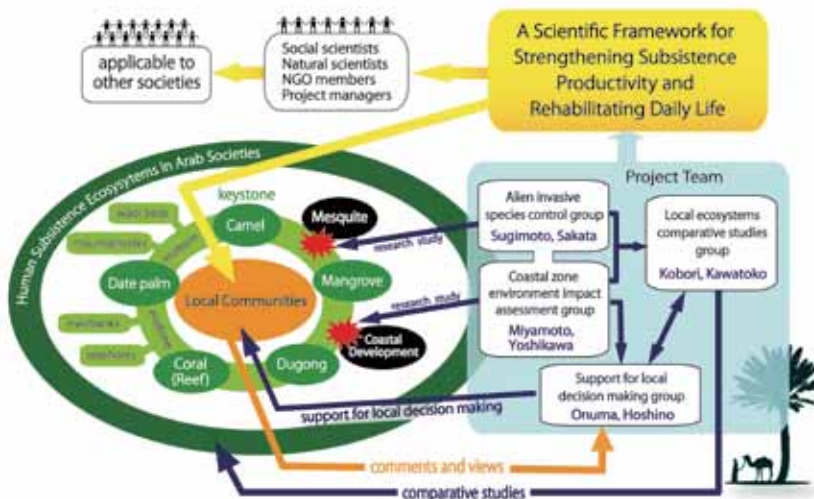 applicable to
other societies
Social scientists
Natural scientists
NGO members
Project managers
A Scientific Framework for
Strengthening Subsistence
Productivity and
Rehabilitating Daily Life
Human Subsistence Ecosytems in Arab Societies
keystone
Camel
Mesquite
Mangrove
Coastal
Development
Dugong
Coral
(Reef)
Date palm
Local Communities
research study
research study
Project Team
Alien invasive
species control group
Sugimoto, Sakata
Coastal zone
environment impact
assessment group
Miyamoto,
Yoshikawa
Local ecosystems
comparative studies
group
Kobori, Kawatoko
Support for local
decision making group
Onuma, Hoshino
support for local decision making
comments and views
comparative studies